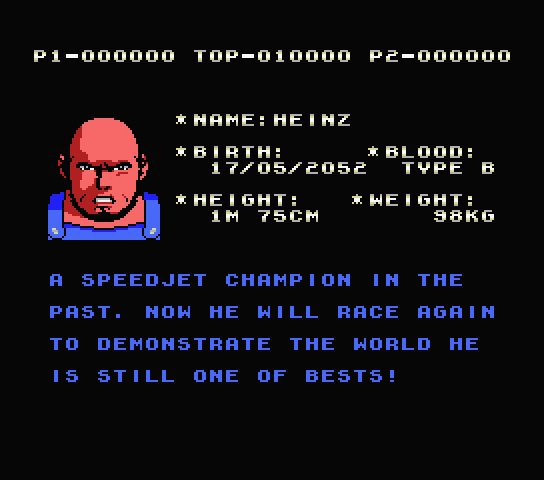 P1-000000 TOP-010000 P2-000000
*NAME:HEINZ
*BIRTH: *BLOOD:
17/05/2052 TYPE B
*HEIGHT: *WEIGHT:
1M 75CM 98KG
A SPEEDJET CHAMPION IN THE
PAST. NOW HE WILL RACE AGAIN
TO DEMONSTRATE THE WORLD HE
IS STILL ONE OF BESTS!